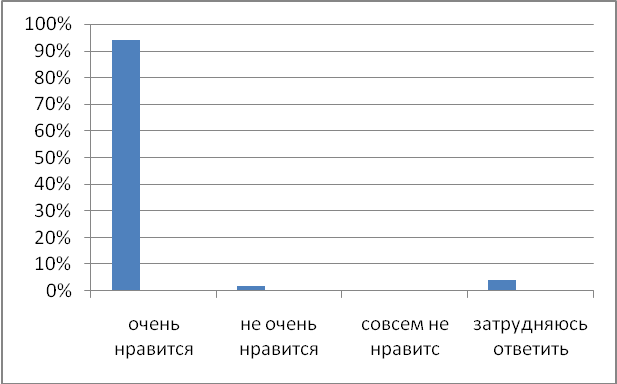 100%
90%
80%
70%
60%
50%
40%
30%
20%
10%
0%
очень
нравится
не очень
нравится
совсем не
нравитс
затрудняюсь
ответить